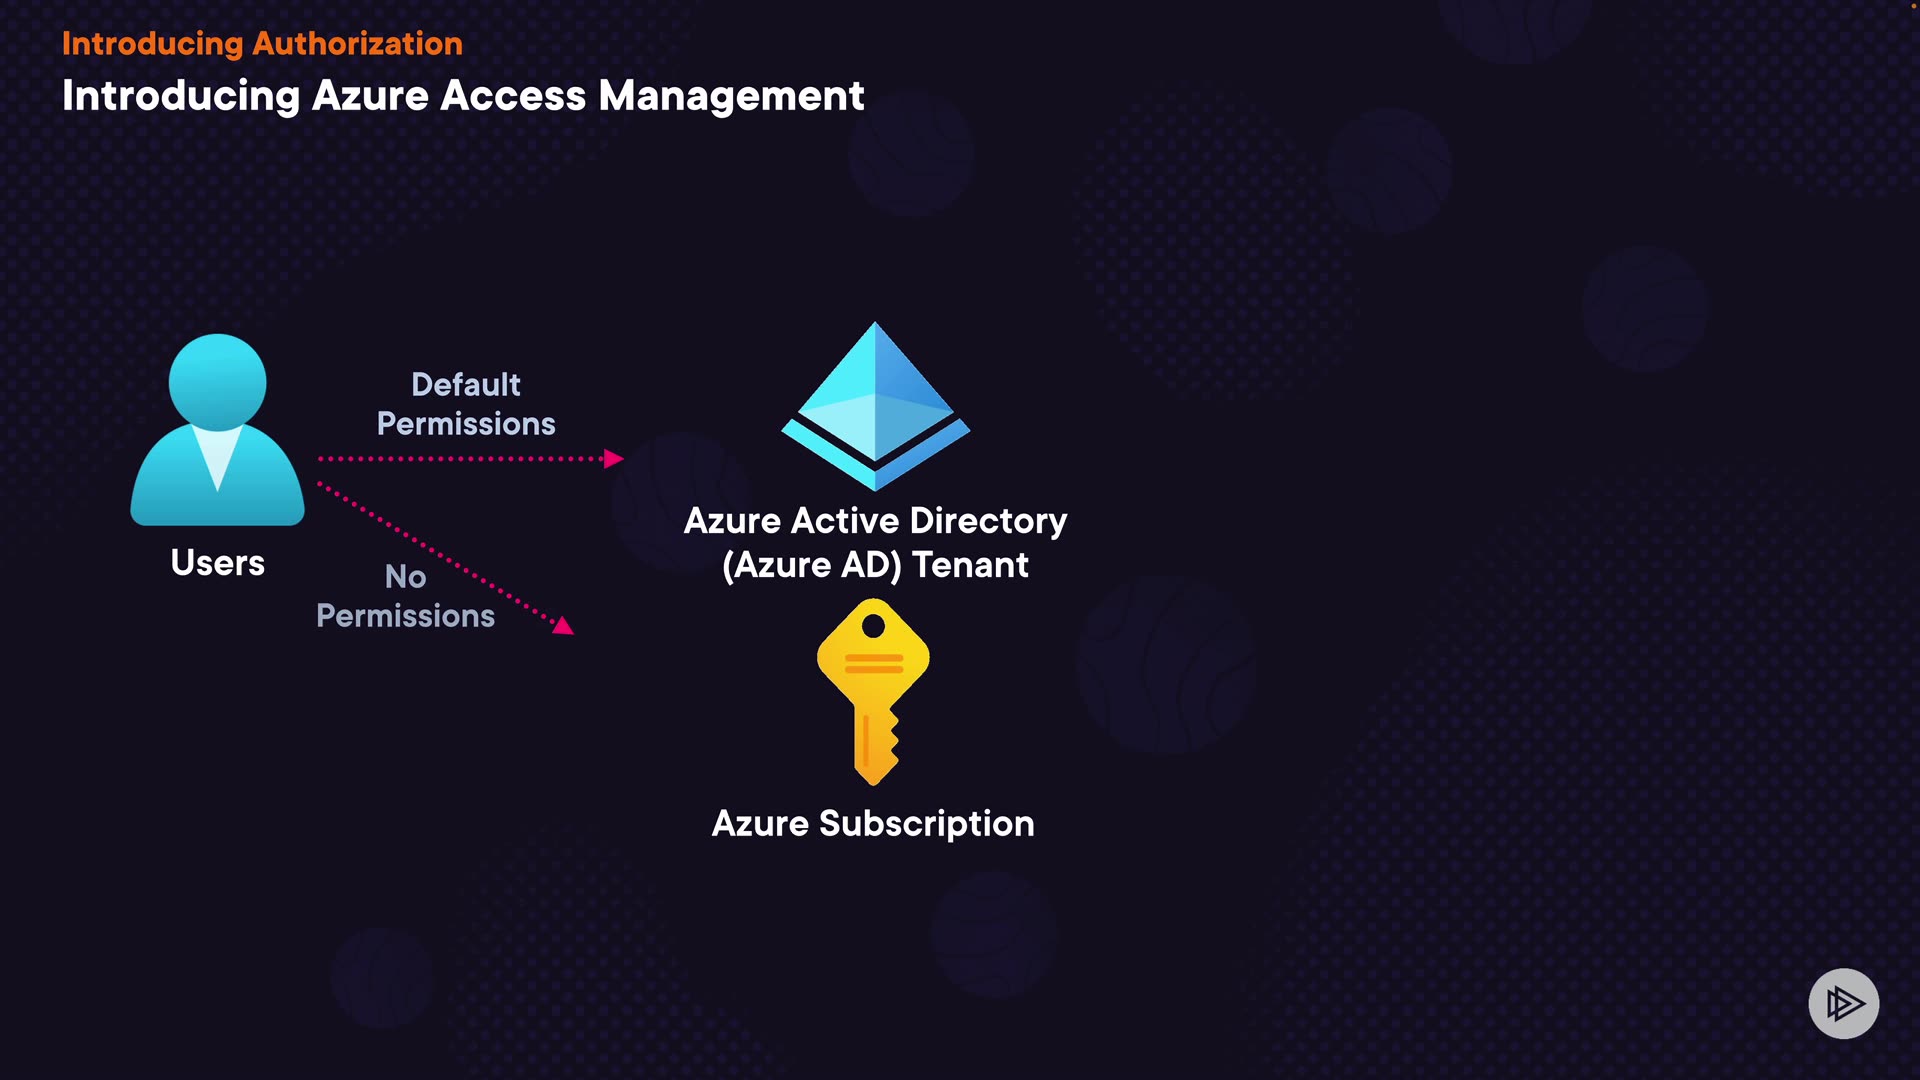 Introducing Authorization
Introducing Azure Access Management
Default
Permissions
Users
No
Permissions
Azure Active Directory
(Azure AD) Tenant
Azure Subscription